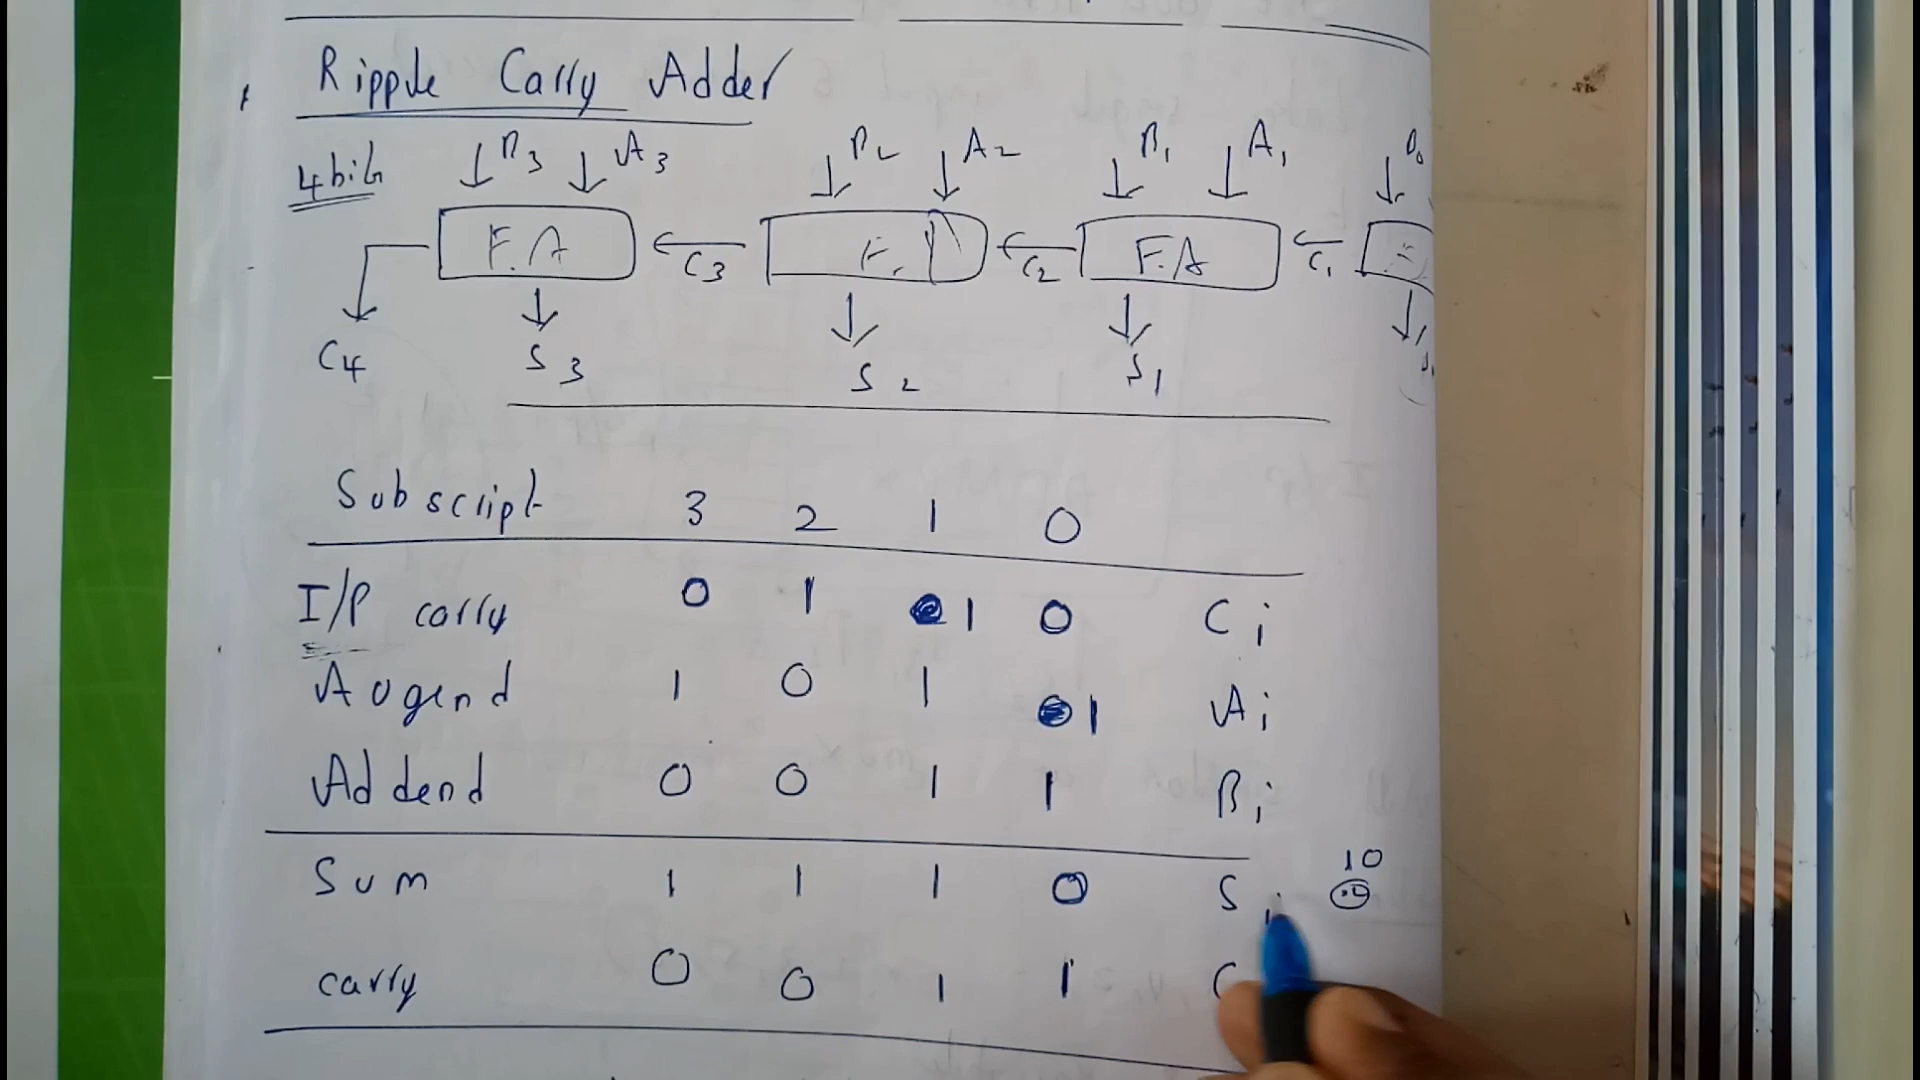 Ripple Carry Adder
4 bit B3 A3 B2 A2 B1 A1 B0
F.A C3 F. C2 F.A C1
C4 S3 S2 S1
Subscript 3 2 1 0
I/P carry 0 1 1 0 Ci
Augend 1 0 1 1 Ai
Addend 0 0 1 1 Bi
10
Sum 1 1 1 0 Si
carry 0 0 1 1 C